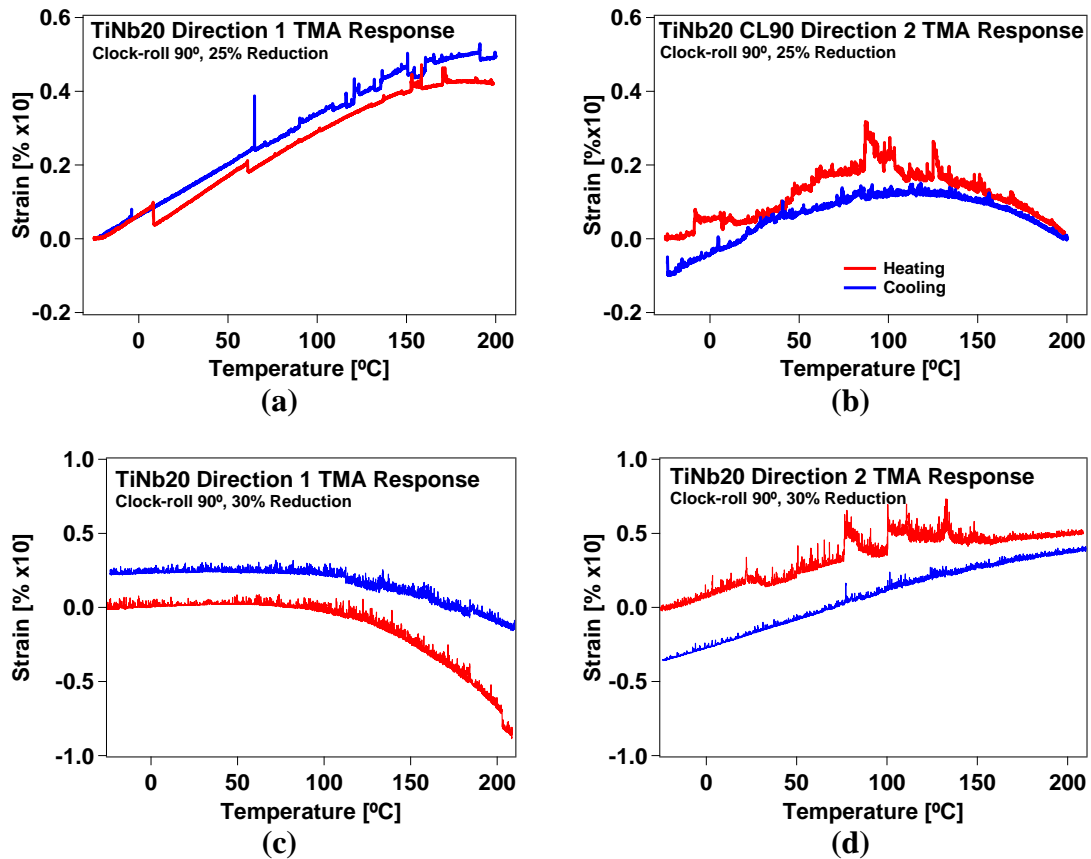 TiNb20 Direction 1 TMA Response
Clock-roll 90º, 25% Reduction
Strain [% x10]
0.6
0.4
0.2
0.0
-0.2
0
50
100
150
200
Temperature [ºC]
(a)
TiNb20 CL90 Direction 2 TMA Response
Clock-roll 90º, 25% Reduction
Strain [%x10]
0.6
0.4
0.2
0.0
-0.2
Heating
Cooling
0
50
100
150
200
Temperature [ºC]
(b)
TiNb20 Direction 1 TMA Response
Clock-roll 90º, 30% Reduction
Strain [% x10]
1.0
0.5
0.0
-0.5
-1.0
0
50
100
150
200
Temperature [ºC]
(c)
TiNb20 Direction 2 TMA Response
Clock-roll 90º, 30% Reduction
Strain [% x10]
1.0
0.5
0.0
-0.5
-1.0
0
50
100
150
200
Temperature [ºC]
(d)